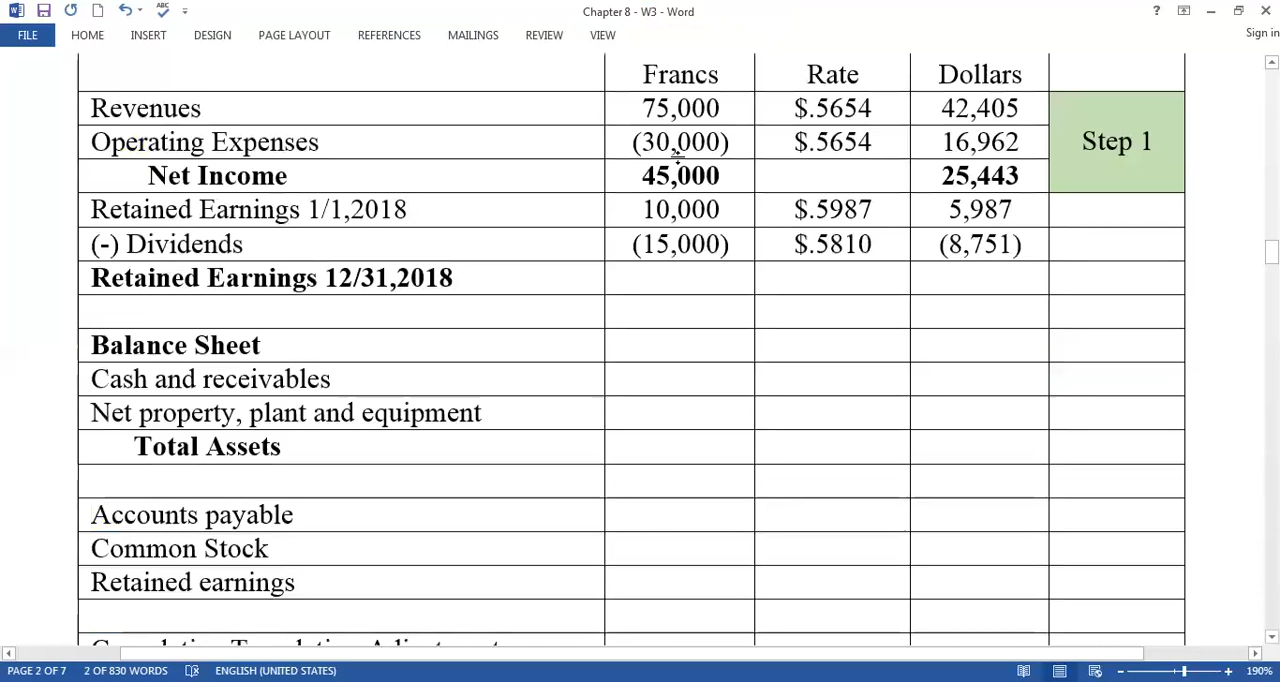 Chapter 8 - W3 - Word
Sign in
FILE HOME INSERT DESIGN PAGE LAYOUT REFERENCES MAILINGS REVIEW VIEW
Francs Rate Dollars
Revenues 75,000 $.5654 42,405
Operating Expenses (30,000) $.5654 16,962 Step 1
Net Income 45,000 25,443
Retained Earnings 1/1,2018 10,000 $.5987 5,987
(-) Dividends (15,000) $.5810 (8,751)
Retained Earnings 12/31,2018
Balance Sheet
Cash and receivables
Net property, plant and equipment
Total Assets
Accounts payable
Common Stock
Retained earnings
PAGE 2 OF 7 2 OF 830 WORDS ENGLISH (UNITED STATES) 190%